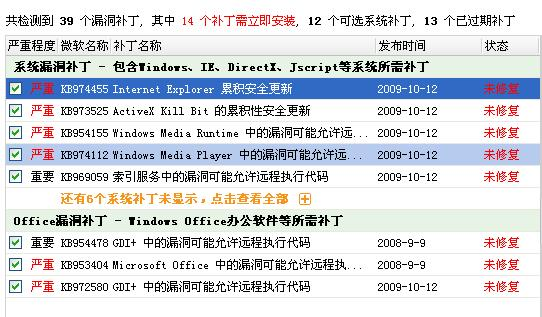 共检测到 39 个漏洞补丁, 其中 14 个补丁需立即安装, 12 个可选系统补丁, 13 个已过期补丁
严重程度 微软名称 补丁名称 发布时间 状态
系统漏洞补丁 - 包含Windows、IE、DirectX、Jscript等系统所需补丁
严重 KB974455 Internet Explorer 累积安全更新 2009-10-12 未修复
严重 KB973525 ActiveX Kill Bit 的累积性安全更新 2009-10-12 未修复
严重 KB954155 Windows Media Runtime 中的漏洞可能允许远... 2009-10-12 未修复
严重 KB974112 Windows Media Player 中的漏洞可能允许远... 2009-10-12 未修复
重要 KB969059 索引服务中的漏洞可能允许远程执行代码 2009-10-12 未修复
还有6个系统补丁未显示，点击查看全部
Office漏洞补丁 - Windows Office办公软件等所需补丁
重要 KB954478 GDI+ 中的漏洞可能允许远程执行代码 2008-9-9 未修复
严重 KB953404 Microsoft Office 中的漏洞可能允许远程执... 2008-9-9 未修复
严重 KB972580 GDI+ 中的漏洞可能允许远程执行代码 2009-10-12 未修复